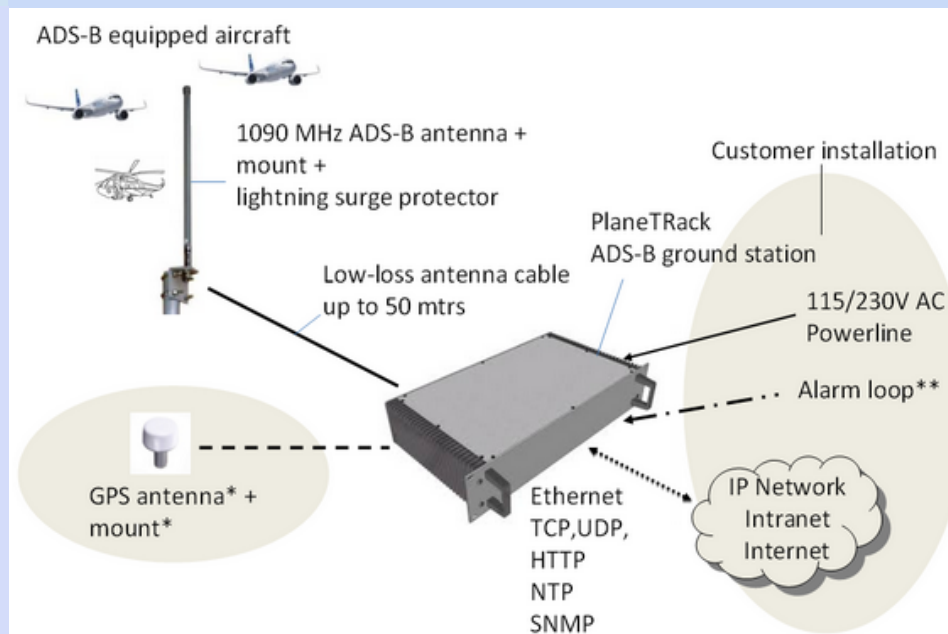 ADS-B equipped aircraft
1090 MHz ADS-B antenna +
mount +
lightning surge protector
Customer installation
PlaneTRack
ADS-B ground station
Low-loss antenna cable
up to 50 mtrs
115/230V AC
Powerline
Alarm loop**
GPS antenna* +
mount*
Ethernet
TCP,UDP,
HTTP
NTP
SNMP
IP Network
Intranet
Internet